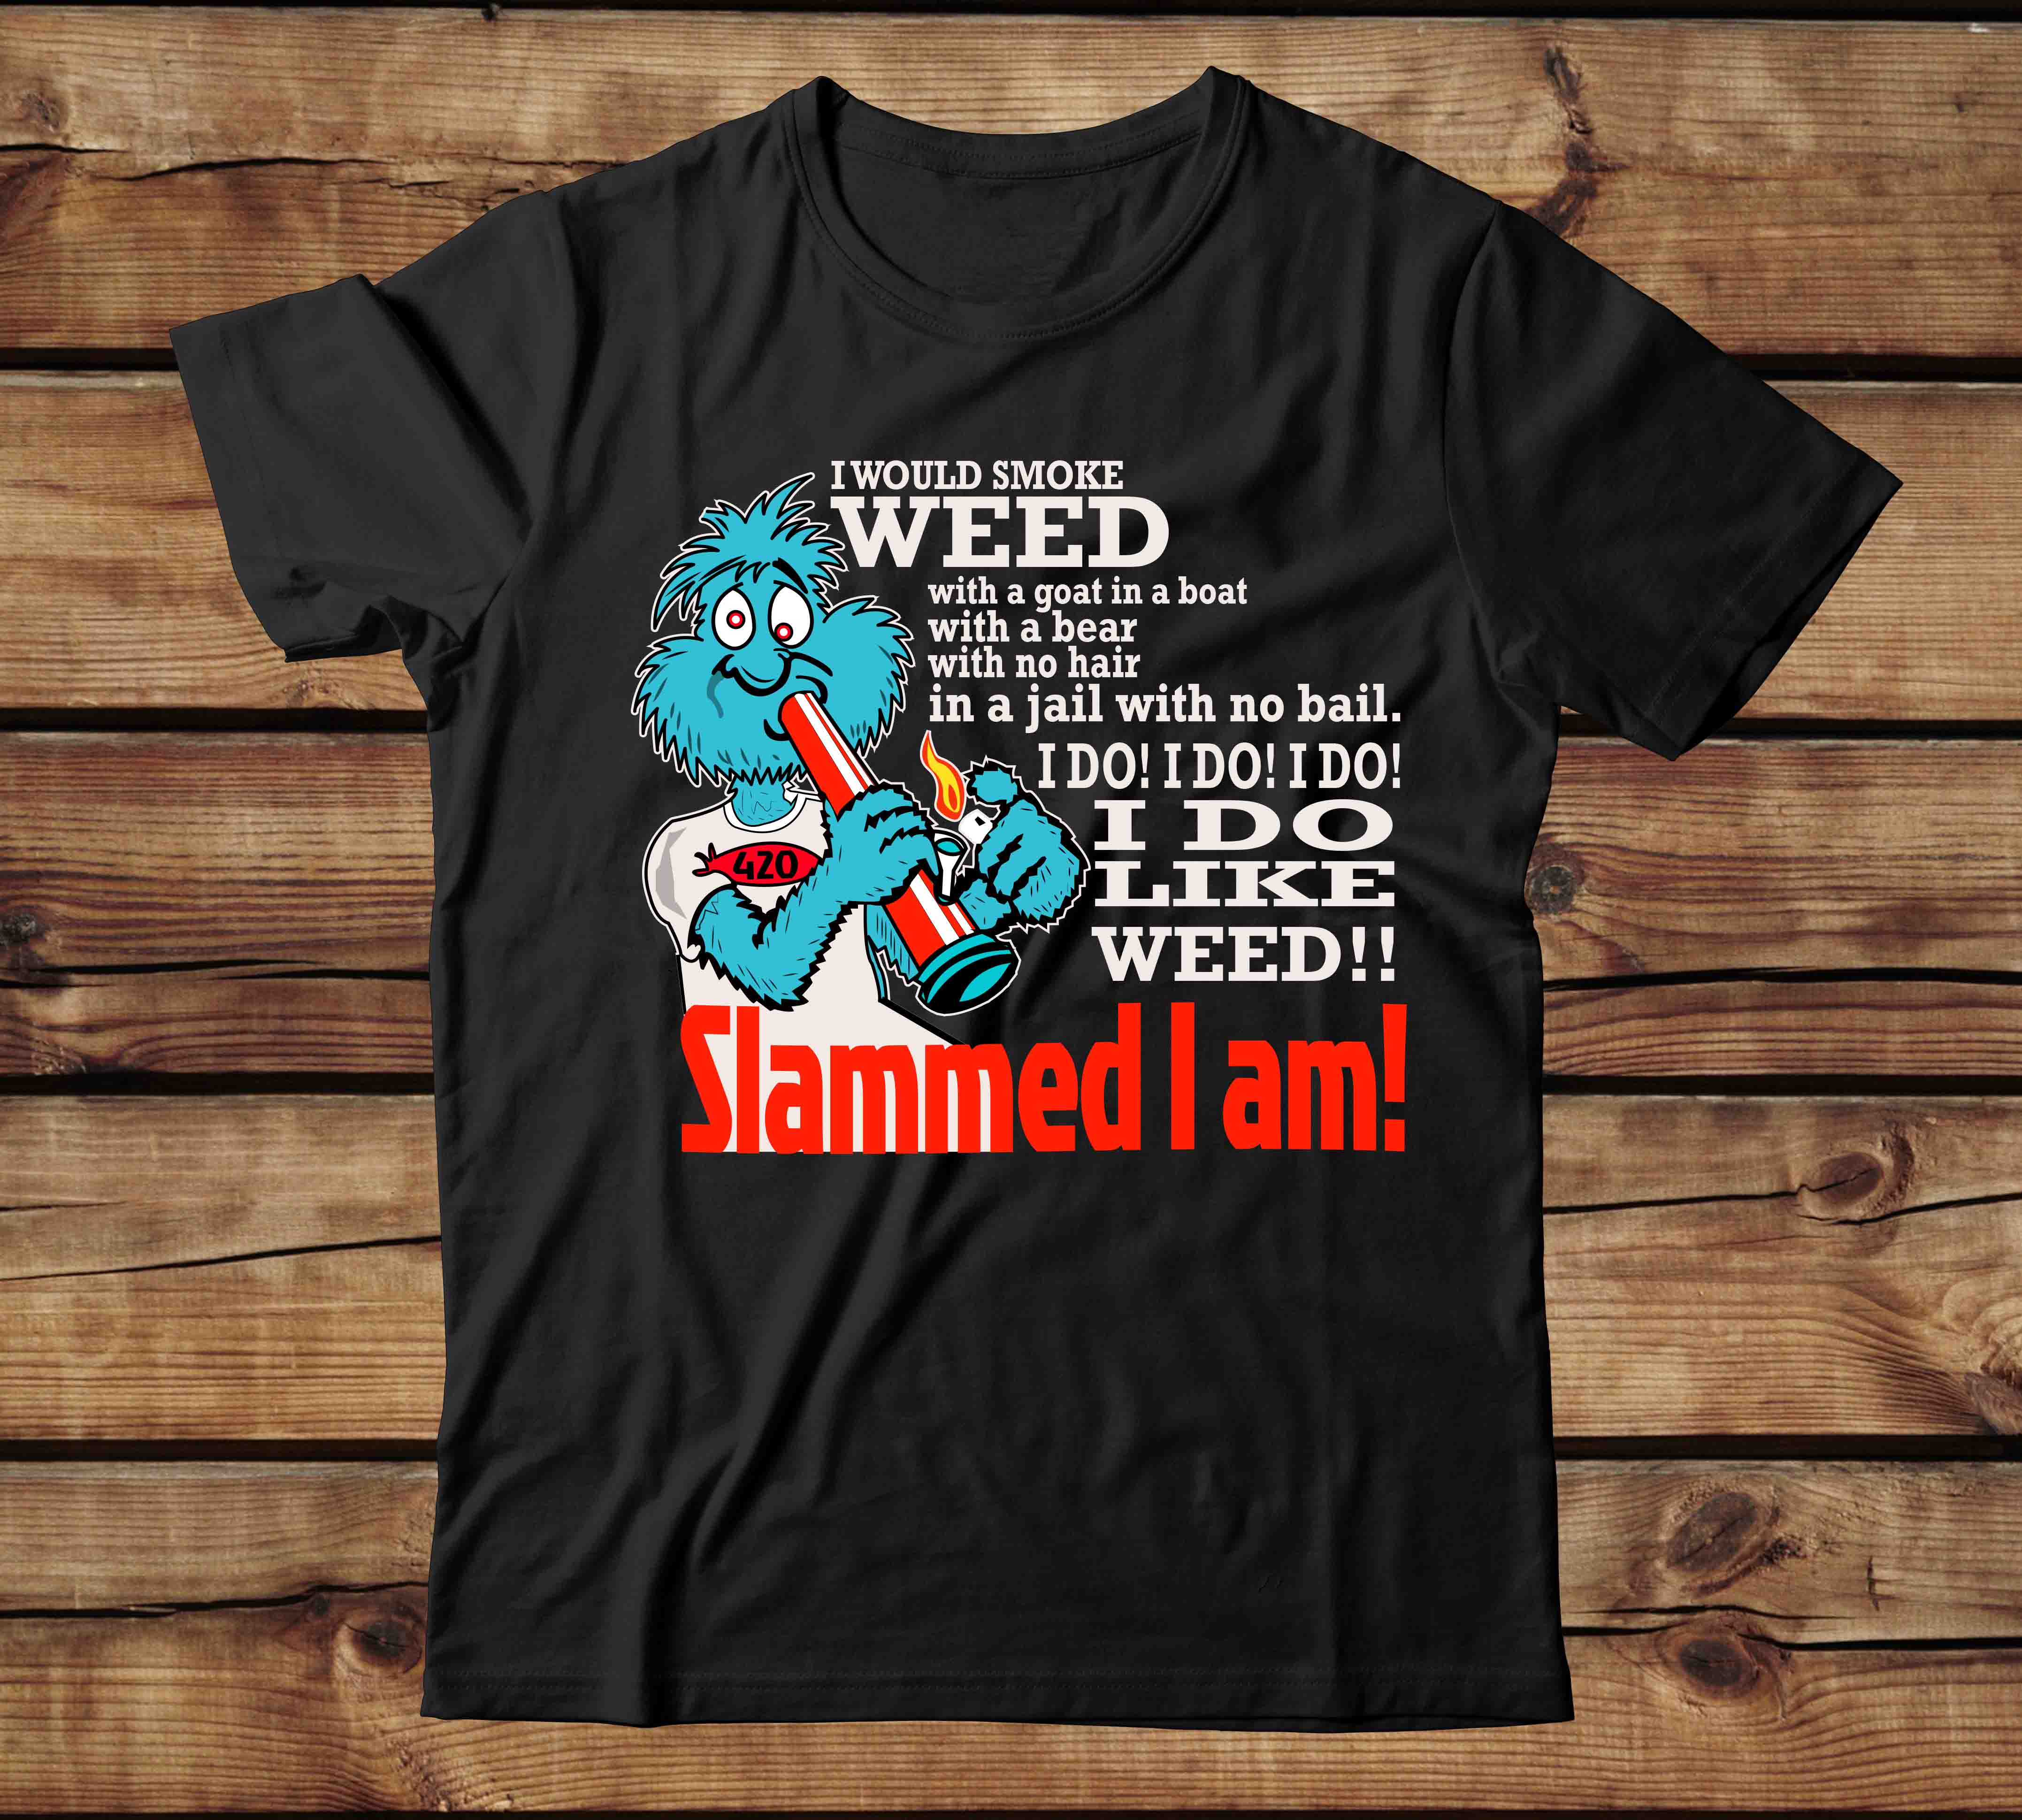 I WOULD SMOKE
WEED
with a goat in a boat
with a bear
with no hair
in a jail with no bail.
I DO! I DO! I DO!
I DO
LIKE
WEED!!
420
Slammed I am!